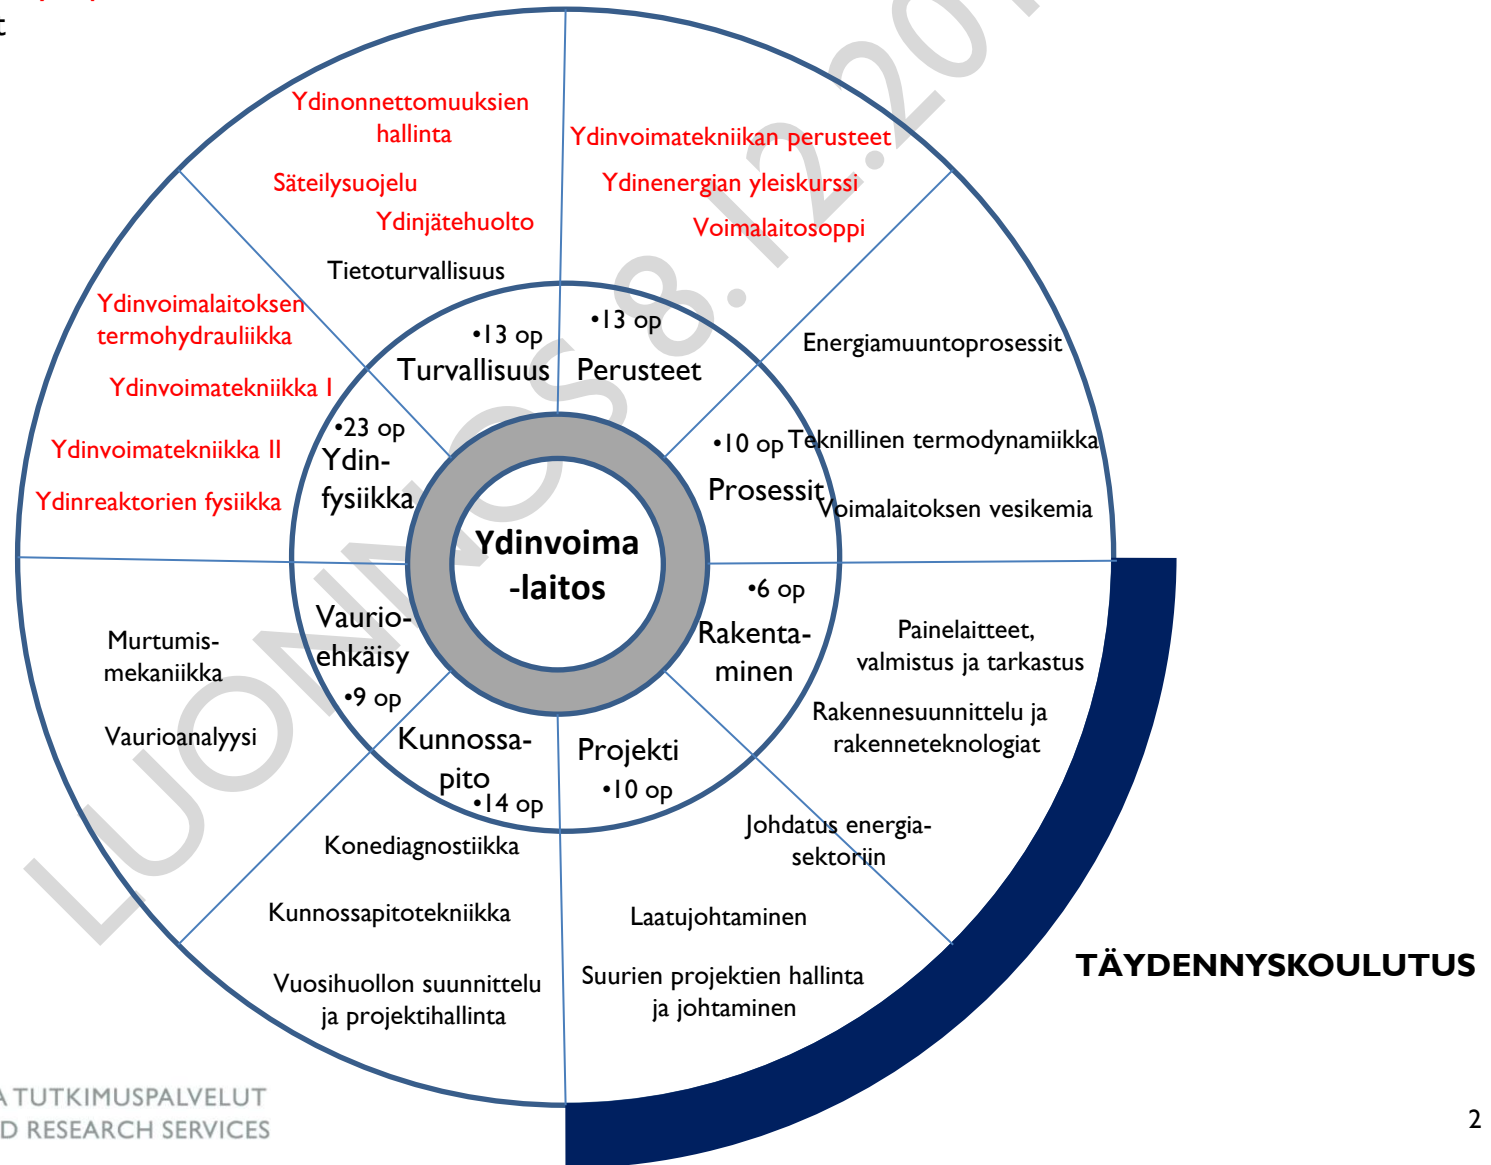 t
Ydinonnettomuuksien
hallinta
Säteilysuojelu
Ydinjätehuolto
Tietoturvallisuus
Ydinvoimatekniikan perusteet
Ydinenergian yleiskurssi
Voimalaitosoppi
•13 op
Turvallisuus
•13 op
Perusteet
Energiamuuntoprosessit
Teknillinen termodynamiikka
Voimalaitoksen vesikemia
•10 op
Prosessit
Ydinvoimalaitoksen
termohydrauliikka
Ydinvoimatekniikka I
Ydinvoimatekniikka II
Ydinreaktorien fysiikka
•23 op
Ydin-
fysiikka
Ydinvoima
-laitos
•6 op
Rakenta-
minen
Painelaitteet,
valmistus ja tarkastus
Rakennesuunnittelu ja
rakenneteknologiat
Vaurio-
ehkäisy
•9 op
Murtumis-
mekaniikka
Vaurioanalyysi
Kunnossa-
pito
•14 op
Projekti
•10 op
Konediagnostiikka
Kunnossapitotekniikka
Vuosihuollon suunnittelu
ja projektihallinta
Johdatus energia-
sektoriin
Laatujohtaminen
Suurien projektien hallinta
ja johtaminen
TÄYDENNYSKOULUTUS
LUONNOS 8.12.201
A TUTKIMUSPALVELUT
D RESEARCH SERVICES
2